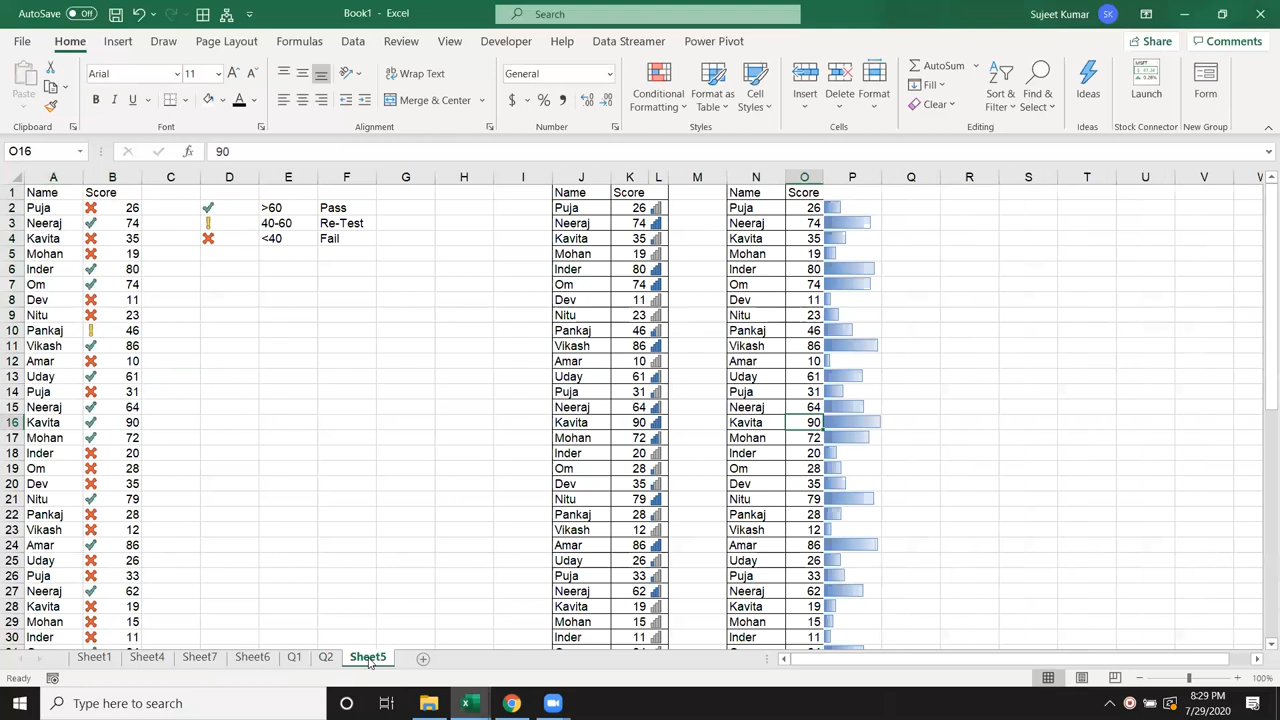 AutoSave Off Book1 - Excel Search Sujeet Kumar SK
File Home Insert Draw Page Layout Formulas Data Review View Developer Help Data Streamer Power Pivot Share Comments
Paste Arial 11 Wrap Text General Conditional Formatting Format as Table Cell Styles Insert Delete Format AutoSum Fill Clear Sort & Filter Find & Select Ideas Launch Form
B I U A Merge & Center $ %
Clipboard Font Alignment Number Styles Cells Editing Ideas Stock Connector New Group
O16 fx 90
A B C D E F G H I J K L M N O P Q R S T U V W
1 Name Score Name Score Name Score
2 Puja 26 >60 Pass Puja 26 Puja 26
3 Neeraj 74 40-60 Re-Test Neeraj 74 Neeraj 74
4 Kavita 35 <40 Fail Kavita 35 Kavita 35
5 Mohan 19 Mohan 19 Mohan 19
6 Inder 80 Inder 80 Inder 80
7 Om 74 Om 74 Om 74
8 Dev 11 Dev 11 Dev 11
9 Nitu 23 Nitu 23 Nitu 23
10 Pankaj 46 Pankaj 46 Pankaj 46
11 Vikash 86 Vikash 86 Vikash 86
12 Amar 10 Amar 10 Amar 10
13 Uday 61 Uday 61 Uday 61
14 Puja 31 Puja 31 Puja 31
15 Neeraj 64 Neeraj 64 Neeraj 64
16 Kavita 90 Kavita 90 Kavita 90
17 Mohan 72 Mohan 72 Mohan 72
18 Inder 20 Inder 20 Inder 20
19 Om 28 Om 28 Om 28
20 Dev 35 Dev 35 Dev 35
21 Nitu 79 Nitu 79 Nitu 79
22 Pankaj 28 Pankaj 28 Pankaj 28
23 Vikash 12 Vikash 12 Vikash 12
24 Amar 86 Amar 86 Amar 86
25 Uday 26 Uday 26 Uday 26
26 Puja 33 Puja 33 Puja 33
27 Neeraj 62 Neeraj 62 Neeraj 62
28 Kavita 19 Kavita 19 Kavita 19
29 Mohan 15 Mohan 15 Mohan 15
30 Inder 11 Inder 11 Inder 11
Sheet1 Sheet4 Sheet7 Sheet6 Q1 Q2 Sheet5
Ready 100%
Type here to search 8:29 PM
7/29/2020